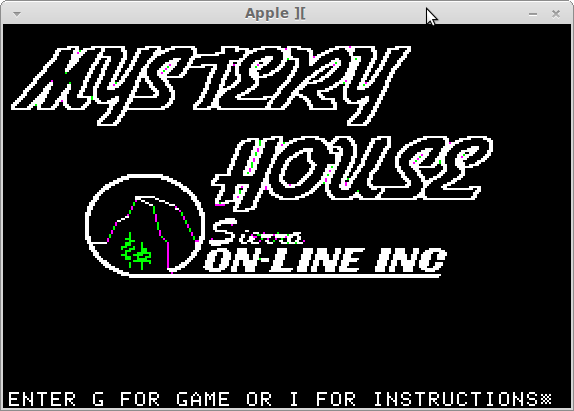 Apple ][
MYSTERY
HOUSE
Sierra
ON-LINE INC
ENTER G FOR GAME OR I FOR INSTRUCTIONS